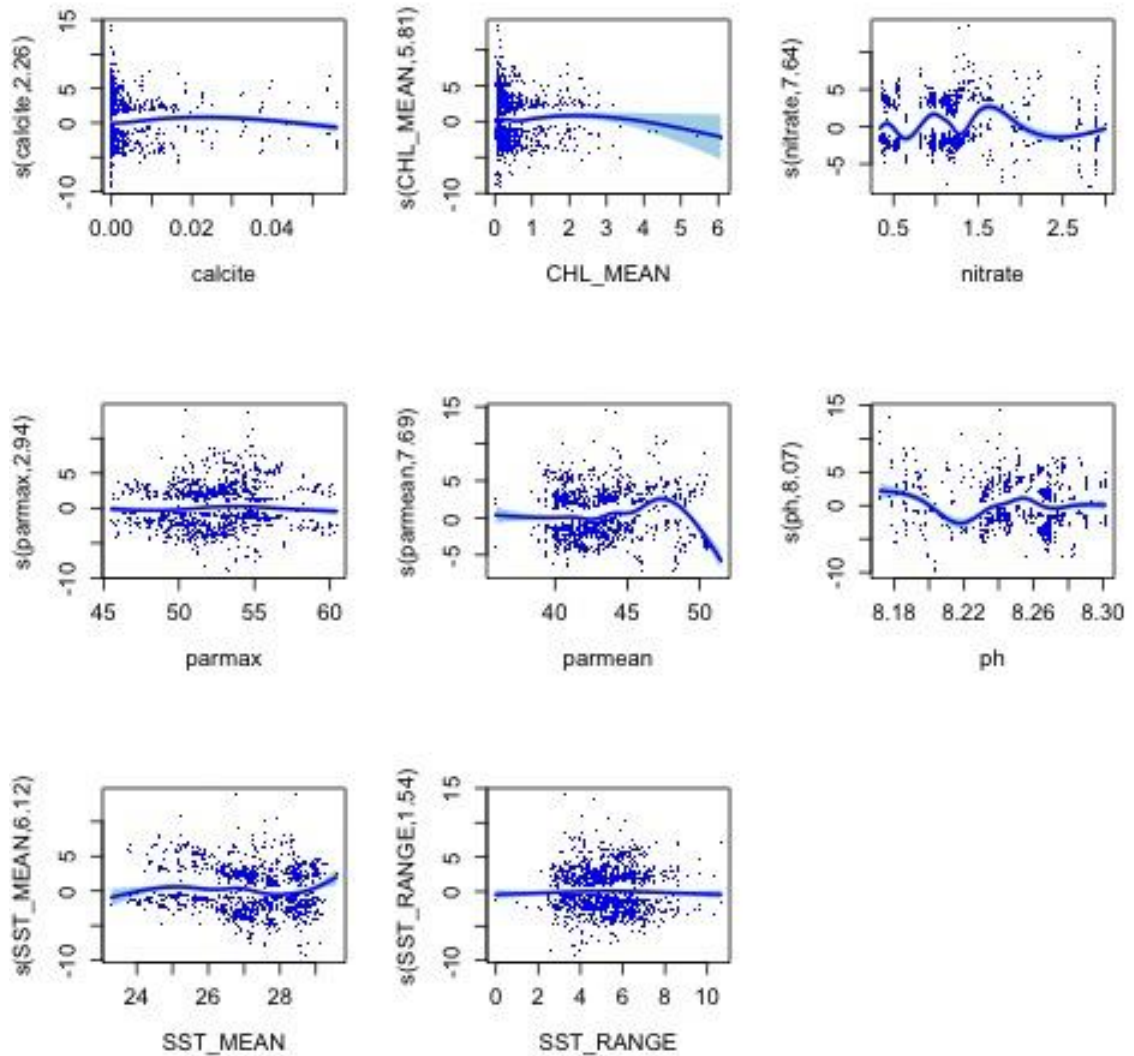 s(calcite,2.26)
-10 0 5 15
0.00 0.02 0.04
calcite
s(CHL_MEAN,5.81)
-10 0 5
0 1 2 3 4 5 6
CHL_MEAN
s(nitrate,7.64)
-5 0 5
0.5 1.5 2.5
nitrate
s(parmax,2.94)
-10 0 5
45 50 55 60
parmax
s(parmean,7.69)
-5 0 5 15
40 45 50
parmean
s(ph,8.07)
-10 0 5 15
8.18 8.22 8.26 8.30
ph
s(SST_MEAN,6.12)
-10 0 5
24 26 28
SST_MEAN
s(SST_RANGE,1.54)
-10 0 5 15
0 2 4 6 8 10
SST_RANGE